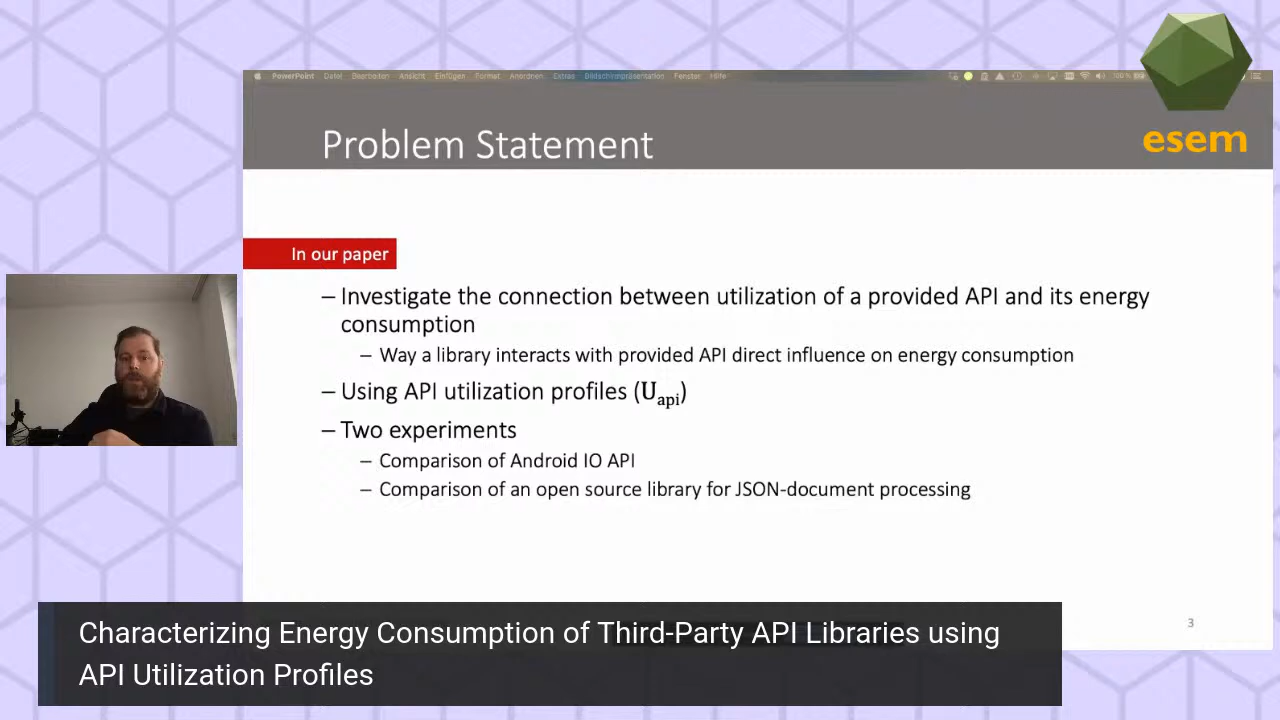 PowerPoint Datei Bearbeiten Ansicht Einfügen Format Anordnen Extras Bildschirmpräsentation Fenster Hilfe
esem
Problem Statement
In our paper
– Investigate the connection between utilization of a provided API and its energy
consumption
– Way a library interacts with provided API direct influence on energy consumption
– Using API utilization profiles (Uapi)
– Two experiments
– Comparison of Android IO API
– Comparison of an open source library for JSON-document processing
3
Characterizing Energy Consumption of Third-Party API Libraries using
API Utilization Profiles